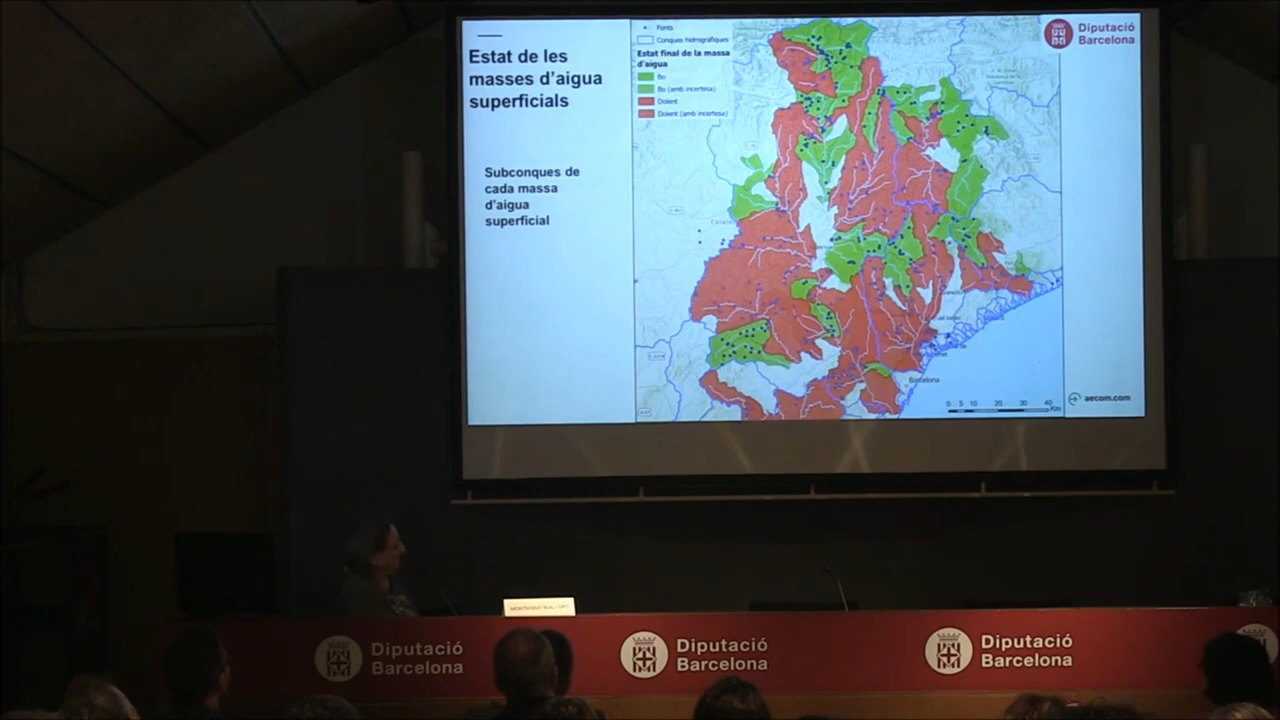 Estat de les
masses d’aigua
superficials
Subconques de
cada massa
d’aigua
superficial
Fonts
Conques hidrogràfiques
Estat final de la massa
d'aigua
Bo
Bo (amb incertesa)
Dolent
Dolent (amb incertesa)
Barcelona
0 5 10 20 30 40
Km
Diputació
Barcelona
aecom.com
Diputació
Barcelona
Diputació
Barcelona
Diputació
Barcelona